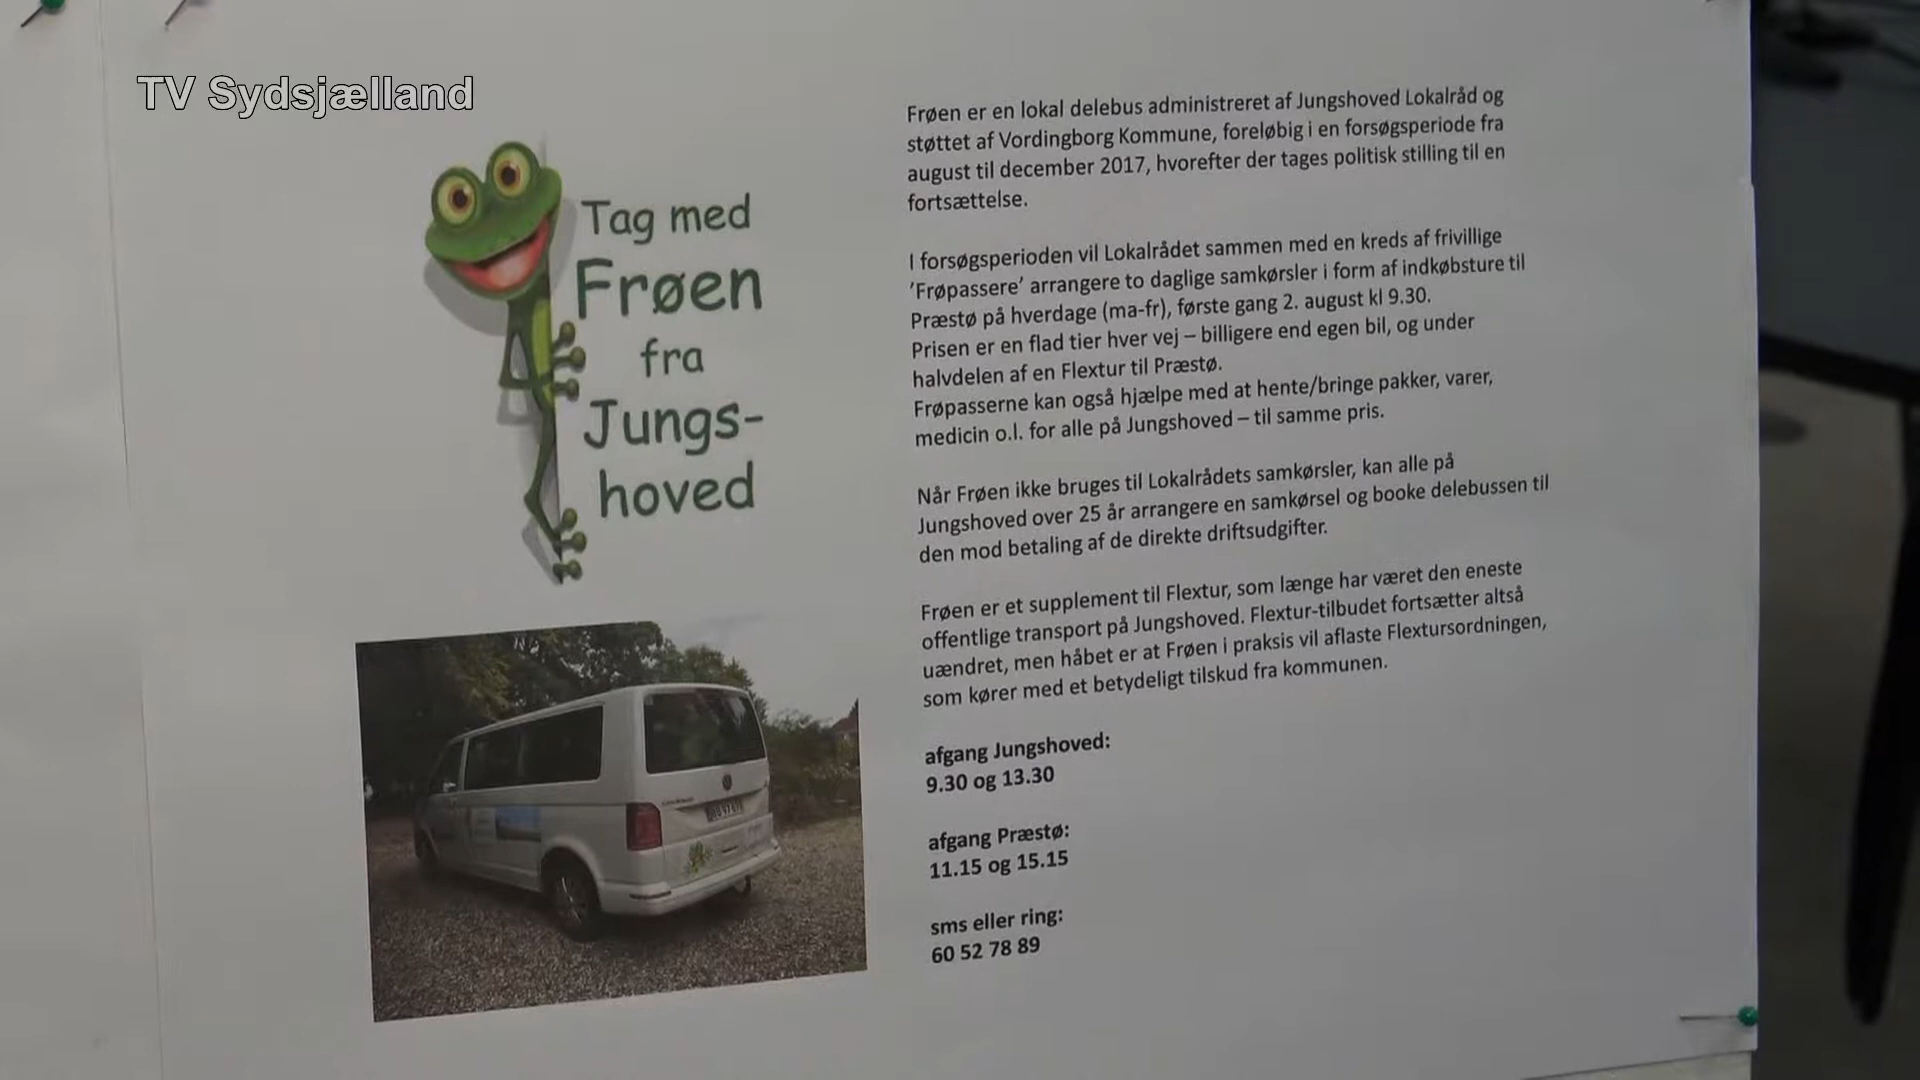 TV Sydsjælland
Tag med
Frøen
fra
Jungs-
hoved
Frøen er en lokal delebus administreret af Jungshoved Lokalråd og
støttet af Vordingborg Kommune, foreløbig i en forsøgsperiode fra
august til december 2017, hvorefter der tages politisk stilling til en
fortsættelse.
I forsøgsperioden vil Lokalrådet sammen med en kreds af frivillige
’Frøpassere’ arrangere to daglige samkørsler i form af indkøbsture til
Præstø på hverdage (ma-fr), første gang 2. august kl 9.30.
Prisen er en flad tier hver vej – billigere end egen bil, og under
halvdelen af en Flextur til Præstø.
Frøpasserne kan også hjælpe med at hente/bringe pakker, varer,
medicin o.l. for alle på Jungshoved – til samme pris.
Når Frøen ikke bruges til Lokalrådets samkørsler, kan alle på
Jungshoved over 25 år arrangere en samkørsel og booke delebussen til
den mod betaling af de direkte driftsudgifter.
Frøen er et supplement til Flextur, som længe har været den eneste
offentlige transport på Jungshoved. Flextur-tilbudet fortsætter altså
uændret, men håbet er at Frøen i praksis vil aflaste Flextursordningen,
som kører med et betydeligt tilskud fra kommunen.
afgang Jungshoved:
9.30 og 13.30
afgang Præstø:
11.15 og 15.15
sms eller ring:
60 52 78 89